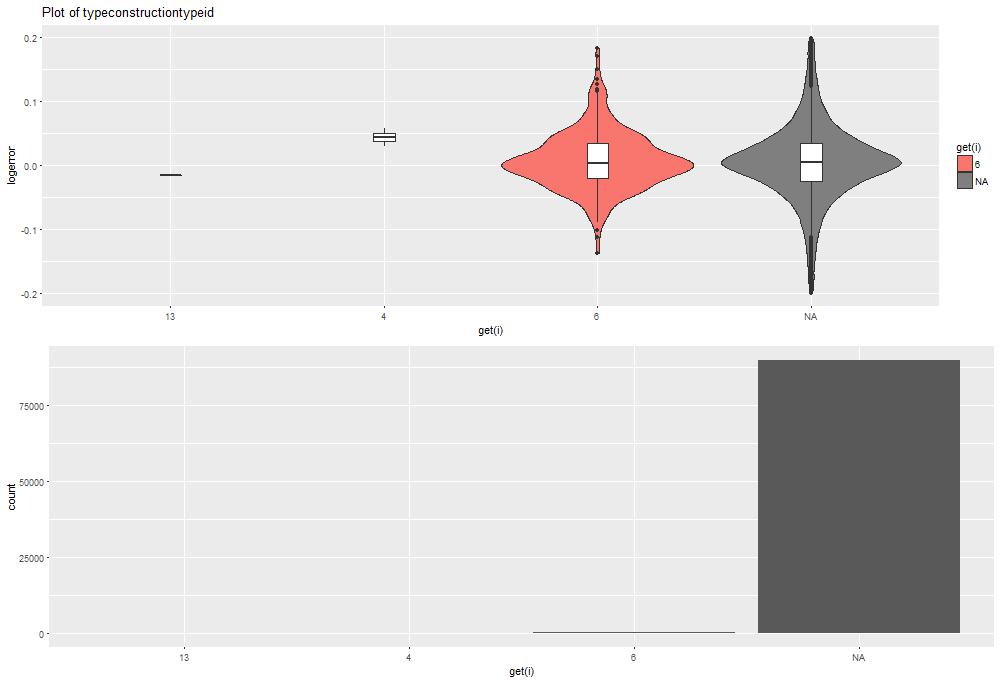 Plot of typeconstructiontypeid
0.2
0.1
0.0
-0.1
-0.2
logerror
13
4
6
NA
get(i)
get(i)
6
NA
75000
50000
25000
0
count
13
4
6
NA
get(i)